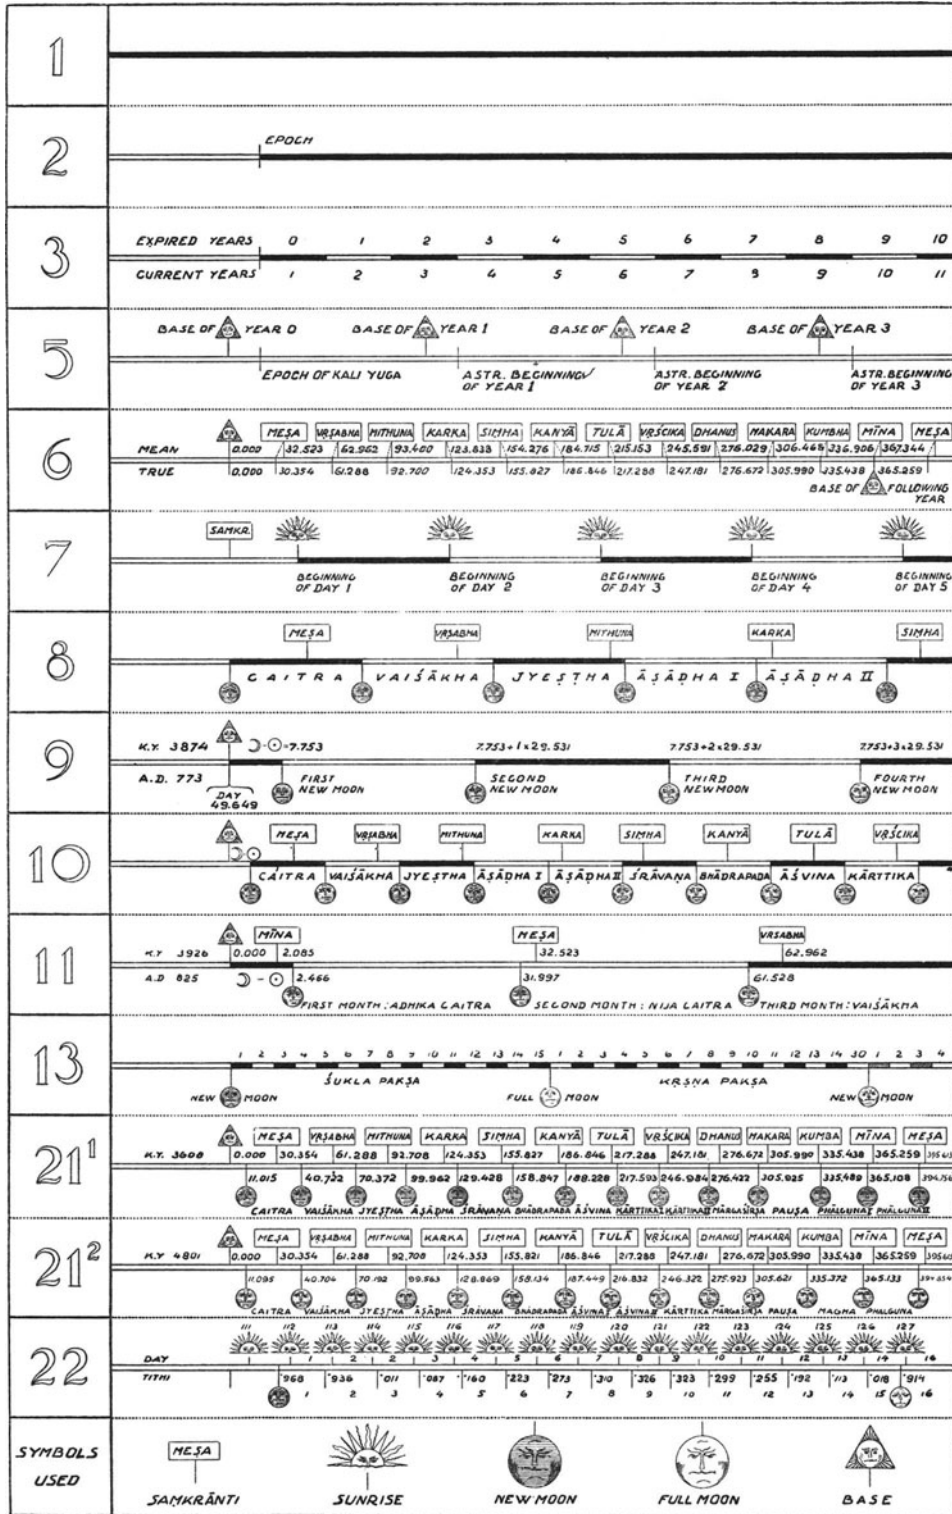 1
2
EPOCH
3
EXPIRED YEARS 0 1 2 3 4 5 6 7 8 9 10
CURRENT YEARS 1 2 3 4 5 6 7 8 9 10 11
5
BASE OF YEAR 0 BASE OF YEAR 1 BASE OF YEAR 2 BASE OF YEAR 3
EPOCH OF KALI YUGA ASTR. BEGINNING ASTR. BEGINNING ASTR. BEGINNING
OF YEAR 1 OF YEAR 2 OF YEAR 3
6
MEṢA VṚṢABHA MITHUNA KARKA SIMHA KANYĀ TULĀ VṚŚCIKA DHANUS MAKARA KUMBHA MĪNA MEṢA
MEAN 0.000 32.523 62.962 93.400 123.838 154.276 184.715 215.153 245.591 276.029 306.468 336.906 367.344
TRUE 0.000 30.354 61.288 92.700 124.353 155.827 186.846 217.288 247.181 276.672 305.990 335.438 365.259
BASE OF FOLLOWING
YEAR
7
SAMKR.
BEGINNING BEGINNING BEGINNING BEGINNING BEGINNING
OF DAY 1 OF DAY 2 OF DAY 3 OF DAY 4 OF DAY 5
8
MEṢA VṚṢABHA MITHUNA KARKA SIMHA
CAITRA VAIŚĀKHA JYEṢṬHA ĀṢĀḌHA I ĀṢĀḌHA II
9
K.Y. 3874 ☽-☉=7.753 7.753+1×29.531 7.753+2×29.531 7.753+3×29.531
A.D. 773 FIRST SECOND THIRD FOURTH
NEW MOON NEW MOON NEW MOON NEW MOON
DAY
49.649
10
MEṢA VṚṢABHA MITHUNA KARKA SIMHA KANYĀ TULĀ VṚŚCIKA
☽-☉
CAITRA VAIŚĀKHA JYEṢṬHA ĀṢĀḌHA I ĀṢĀḌHA II ŚRĀVAṆA BHĀDRAPADA ĀŚVINA KĀRTTIKA
11
MĪNA MEṢA VṚṢABHA
K.Y 3926 0.000 2.085 32.523 62.962
A.D 825 ☽-☉ 2.466 31.997 61.528
FIRST MONTH: ADHIKA CAITRA SECOND MONTH: NIJA CAITRA THIRD MONTH: VAIŚĀKHA
13
1 2 3 4 5 6 7 8 9 10 11 12 13 14 15 1 2 3 4 5 6 7 8 9 10 11 12 13 14 30 1 2 3 4
ŚUKLA PAKṢA KṚṢṆA PAKṢA
NEW MOON FULL MOON NEW MOON
21¹
MEṢA VṚṢABHA MITHUNA KARKA SIMHA KANYĀ TULĀ VṚŚCIKA DHANUS MAKARA KUMBA MĪNA MEṢA
K.Y. 3608 0.000 30.354 61.288 92.708 124.353 155.827 186.846 217.288 247.181 276.672 305.990 335.438 365.259
11.015 40.722 70.372 99.962 129.428 158.847 188.228 217.593 246.984 276.422 305.925 335.489 365.108
CAITRA VAIŚĀKHA JYEṢṬHA ĀṢĀḌHA ŚRĀVAṆA BHĀDRAPADA ĀŚVINA KĀRTTIKA I KĀRTTIKA II MĀRGAŚIRṢA PAUṢA PHĀLGUNA I PHĀLGUNA II
21²
MEṢA VṚṢABHA MITHUNA KARKA SIMHA KANYĀ TULĀ VṚŚCIKA DHANUS MAKARA KUMBA MĪNA MEṢA
K.Y 4801 0.000 30.354 61.288 92.708 124.353 155.821 186.846 217.288 247.181 276.672 305.990 335.438 365.259
11.095 40.704 70.192 99.563 128.869 158.134 187.449 216.832 246.322 275.923 305.621 335.372 365.133
CAITRA VAIŚĀKHA JYEṢṬHA ĀṢĀḌHA ŚRĀVAṆA BHĀDRAPADA ĀŚVINA I ĀŚVINA II KĀRTTIKA MĀRGAŚIRṢA PAUṢA MAGHA PHALGUNA
22
111 112 113 114 115 116 117 118 119 120 121 122 123 124 125 126 127
DAY 1 2 2 3 4 5 6 7 8 9 10 11 12 13 14 16
TITHI .968 .936 .011 .087 .160 .223 .273 .310 .326 .323 .299 .255 .192 .113 .018 .914
1 2 3 4 5 6 7 8 9 10 11 12 13 14 15 16
SYMBOLS
USED
MEṢA
SAMKRĀNTI SUNRISE NEW MOON FULL MOON BASE